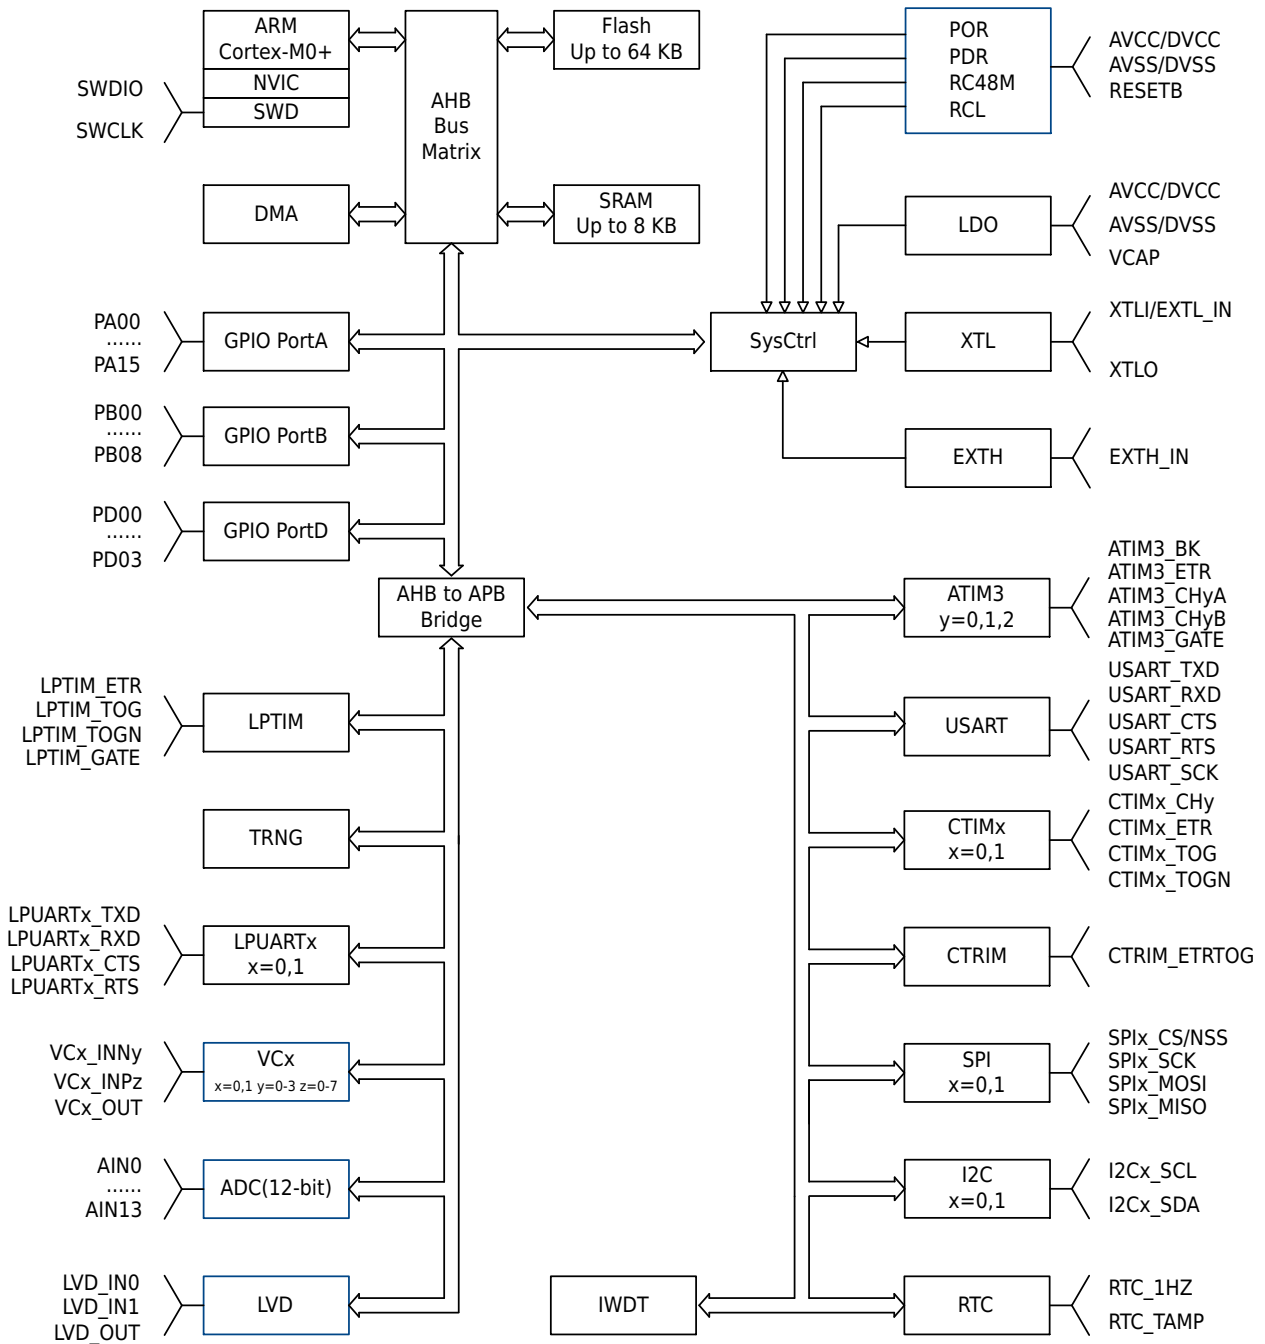 ARM
Cortex-M0+
NVIC
SWD
SWDIO
SWCLK
AHB
Bus
Matrix
Flash
Up to 64 KB
DMA
SRAM
Up to 8 KB
POR
PDR
RC48M
RCL
AVCC/DVCC
AVSS/DVSS
RESETB
LDO
AVCC/DVCC
AVSS/DVSS
VCAP
SysCtrl
XTL
XTLI/EXTL_IN
XTLO
EXTH
EXTH_IN
PA00
......
PA15
GPIO PortA
PB00
......
PB08
GPIO PortB
PD00
......
PD03
GPIO PortD
AHB to APB
Bridge
ATIM3
y=0,1,2
ATIM3_BK
ATIM3_ETR
ATIM3_CHyA
ATIM3_CHyB
ATIM3_GATE
LPTIM_ETR
LPTIM_TOG
LPTIM_TOGN
LPTIM_GATE
LPTIM
USART
USART_TXD
USART_RXD
USART_CTS
USART_RTS
USART_SCK
TRNG
CTIMx
x=0,1
CTIMx_CHy
CTIMx_ETR
CTIMx_TOG
CTIMx_TOGN
LPUARTx_TXD
LPUARTx_RXD
LPUARTx_CTS
LPUARTx_RTS
LPUARTx
x=0,1
CTRIM
CTRIM_ETRTOG
VCx_INNy
VCx_INPz
VCx_OUT
VCx
x=0,1 y=0-3 z=0-7
SPI
x=0,1
SPIx_CS/NSS
SPIx_SCK
SPIx_MOSI
SPIx_MISO
AIN0
......
AIN13
ADC(12-bit)
I2C
x=0,1
I2Cx_SCL
I2Cx_SDA
LVD_IN0
LVD_IN1
LVD_OUT
LVD
IWDT
RTC
RTC_1HZ
RTC_TAMP